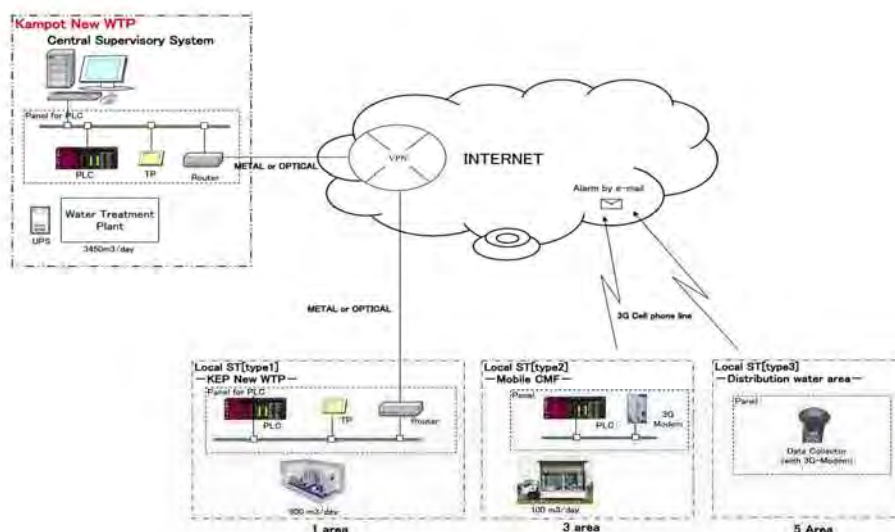 Kampot New WTP
Central Supervisory System
Panel for PLC
PLC
TP
Router
METAL or OPTICAL
UPS
Water Treatment
Plant
3450m3/day
VPN
INTERNET
Alarm by e-mail
METAL or OPTICAL
3G Cell phone line
Local ST[type1]
—KEP New WTP—
Panel for PLC
PLC
TP
Router
m3/day
1 area
Local ST[type2]
—Mobile CMF—
Panel
PLC
3G
Modem
100 m3/day
3 area
Local ST[type3]
—Distribution water area—
Panel
Data Collector
(with 3G-Modem)
5 Area